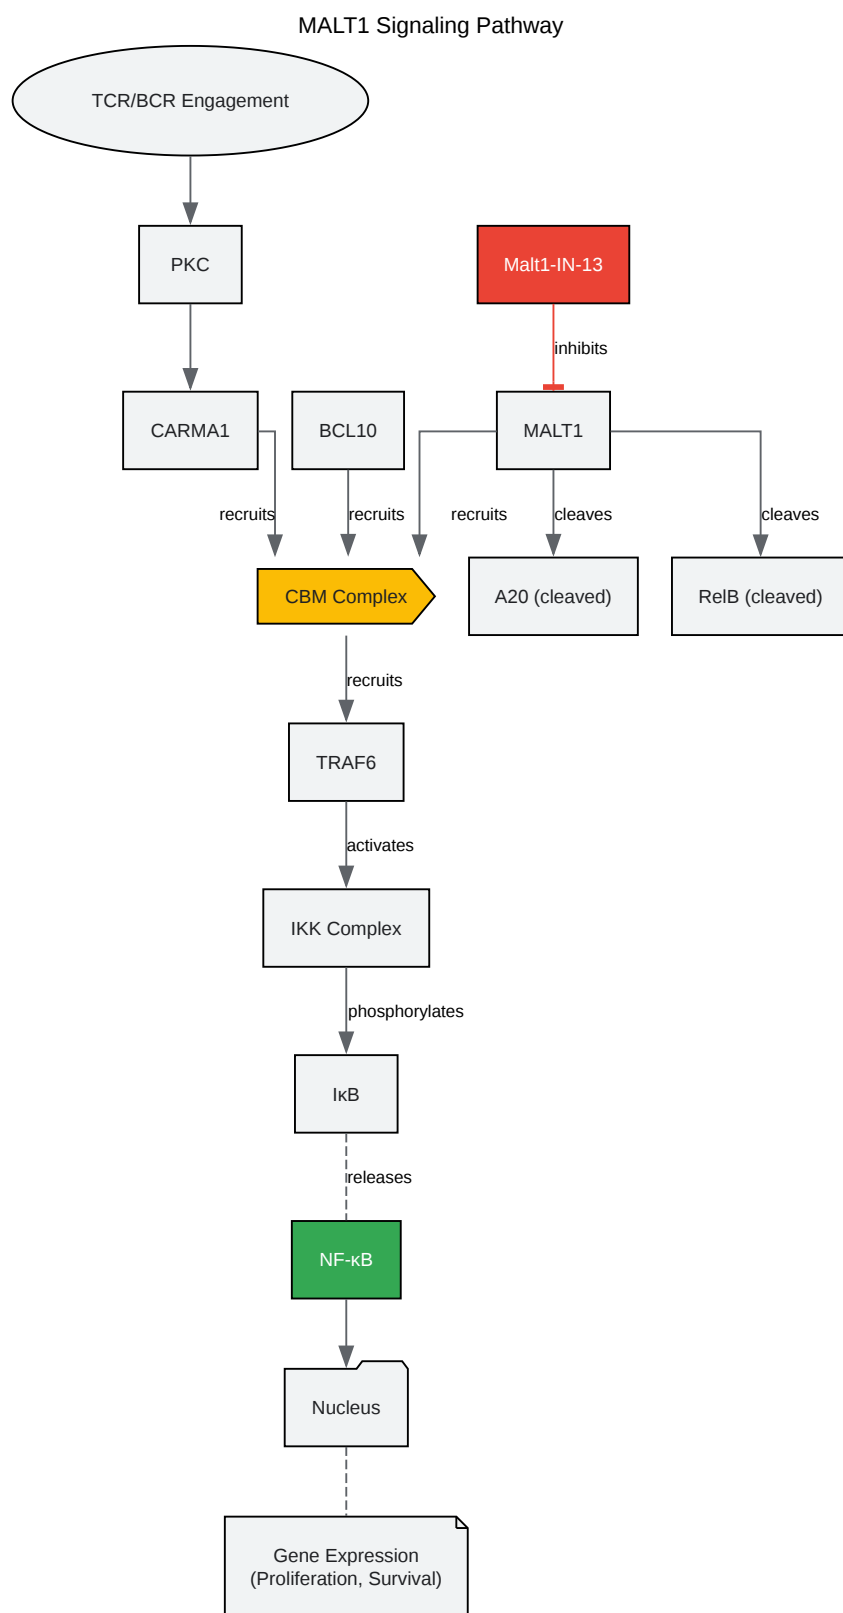 MALT1 Signaling Pathway
TCR/BCR Engagement
PKC
Malt1-IN-13
inhibits
CARMA1
BCL10
MALT1
recruits
recruits
recruits
cleaves
cleaves
CBM Complex
A20 (cleaved)
RelB (cleaved)
recruits
TRAF6
activates
IKK Complex
phosphorylates
IκB
releases
NF-κB
Nucleus
Gene Expression
(Proliferation, Survival)